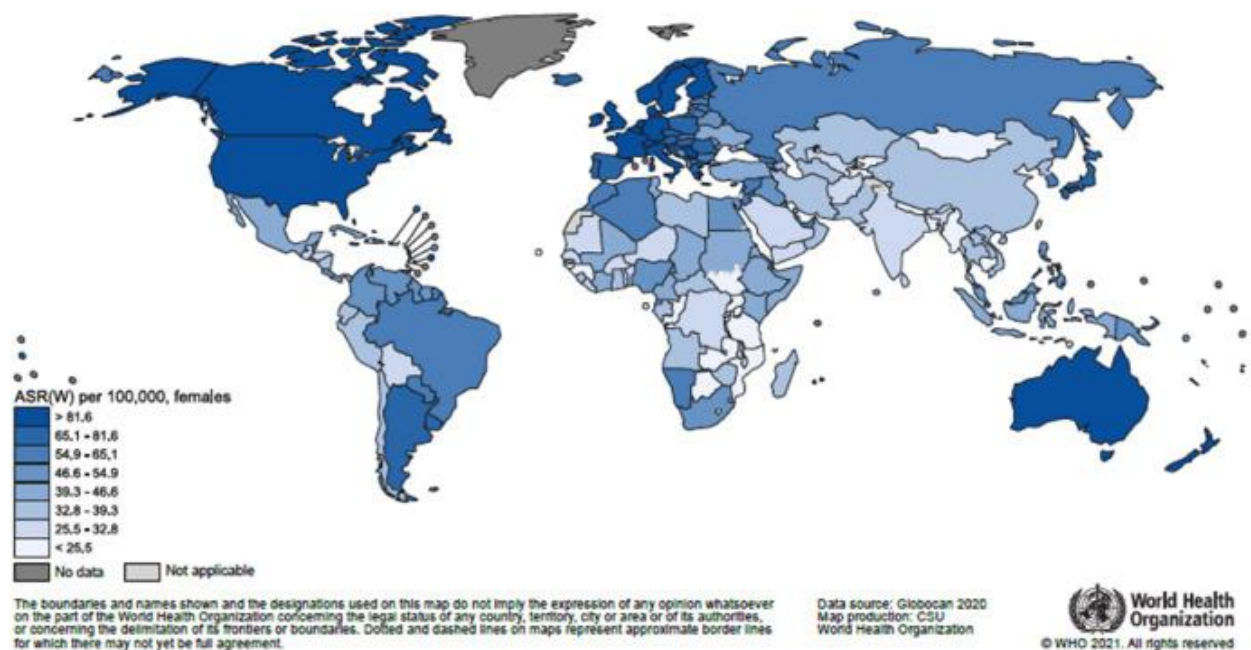 ASR(W) per 100,000, females
> 81.6
65.1 - 81.6
54.9 - 65.1
46.6 - 54.9
39.3 - 46.6
32.8 - 39.3
25.5 - 32.8
< 25.5
No data
Not applicable
The boundaries and names shown and the designations used on this map do not imply the expression of any opinion whatsoever
on the part of the World Health Organization concerning the legal status of any country, territory, city or area or of its authorities,
or concerning the delimitation of its frontiers or boundaries. Dotted and dashed lines on maps represent approximate border lines
for which there may not yet be full agreement.
Data source: Globocan 2020
Map production: CSU
World Health Organization
World Health
Organization
© WHO 2021. All rights reserved